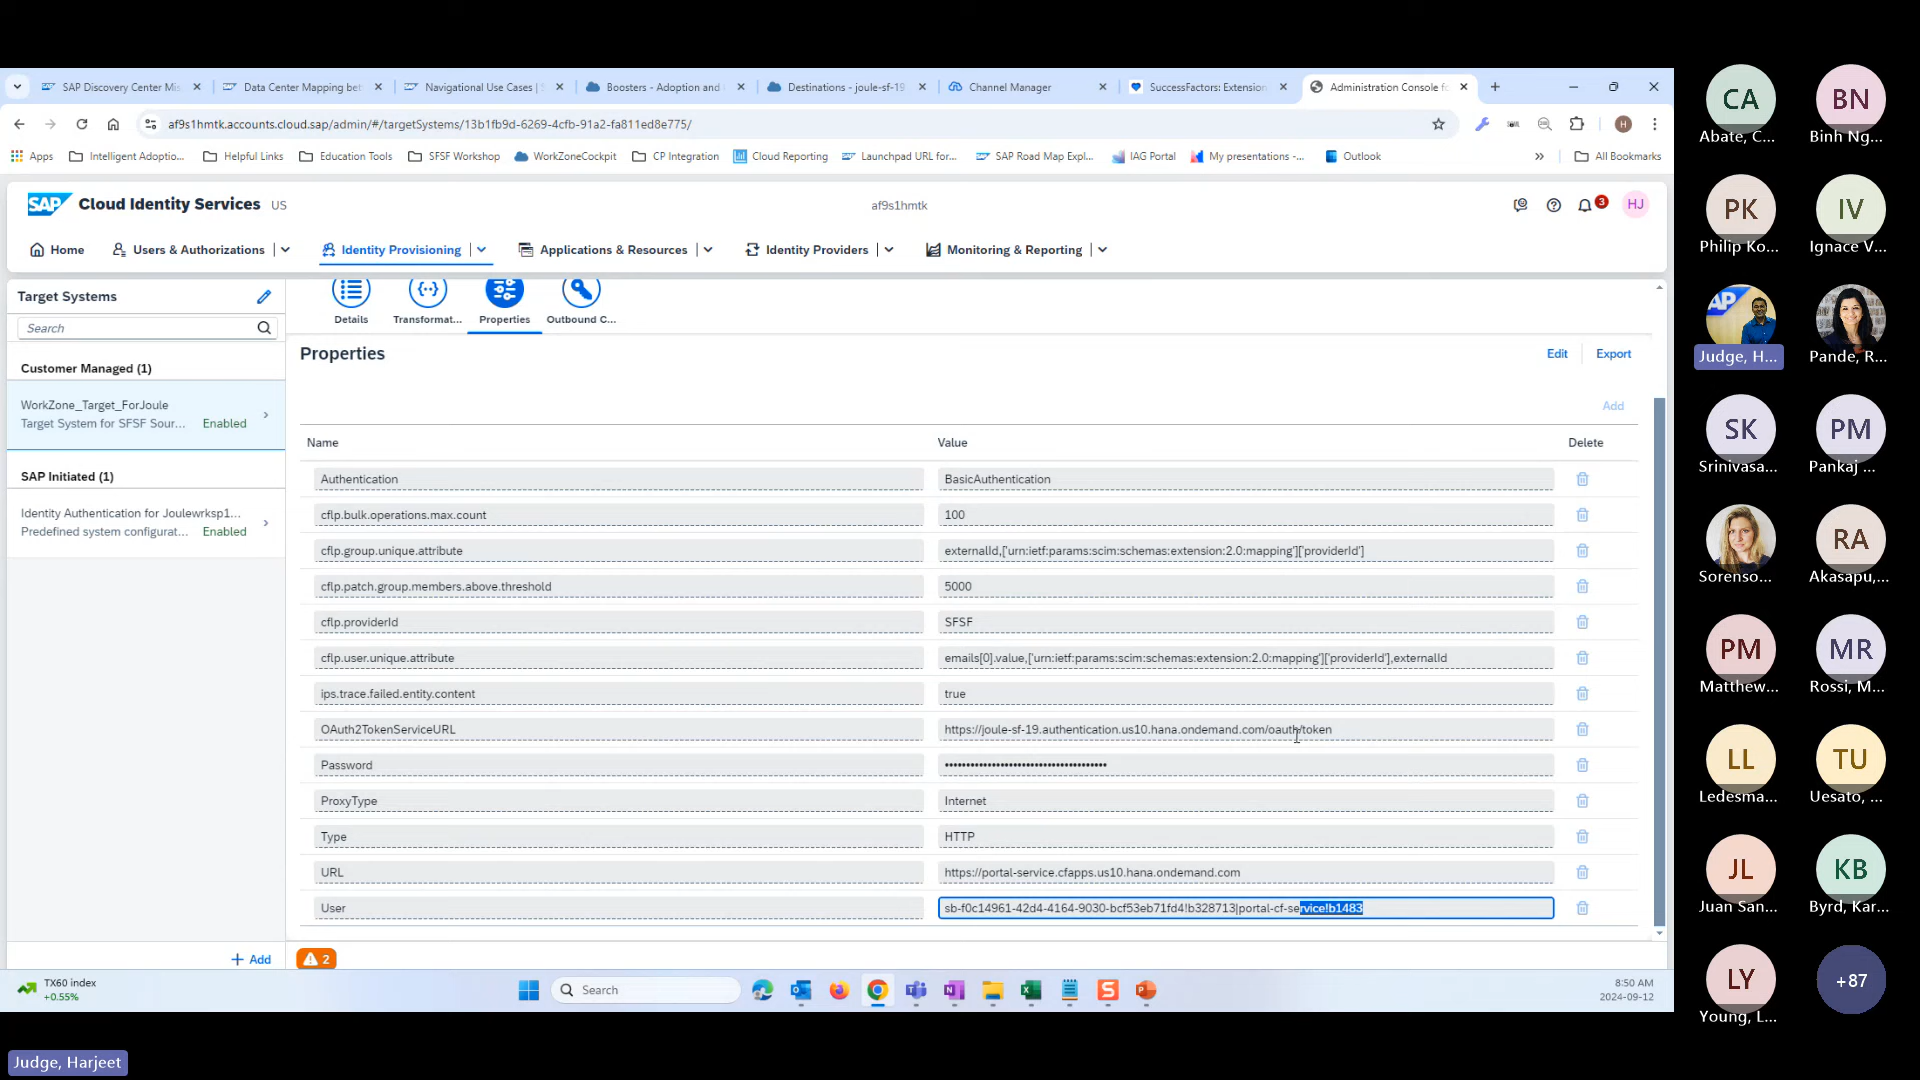 SAP Discovery Center Mis
Data Center Mapping bet
Navigational Use Cases | S
Boosters - Adoption and
Destinations - joule-sf-19
Channel Manager
SuccessFactors: Extension
Administration Console fo
af9s1hmtk.accounts.cloud.sap/admin/#/targetSystems/13b1fb9d-6269-4cfb-91a2-fa811ed8e775/
H
Apps
Intelligent Adoptio...
Helpful Links
Education Tools
SFSF Workshop
WorkZoneCockpit
CP Integration
Cloud Reporting
Launchpad URL for...
SAP Road Map Expl...
IAG Portal
My presentations -...
Outlook
»
All Bookmarks
SAP Cloud Identity Services US
af9s1hmtk
3
HJ
Home
Users & Authorizations
Identity Provisioning
Applications & Resources
Identity Providers
Monitoring & Reporting
Target Systems
Search
Customer Managed (1)
WorkZone_Target_ForJoule
Target System for SFSF Sour... Enabled
SAP Initiated (1)
Identity Authentication for Joulewrksp1...
Predefined system configurat... Enabled
+ Add
Details
Transformat...
Properties
Outbound C...
Properties
Edit
Export
Add
Name Value Delete
Authentication BasicAuthentication
cflp.bulk.operations.max.count 100
cflp.group.unique.attribute externalId,['urn:ietf:params:scim:schemas:extension:2.0:mapping']['providerId']
cflp.patch.group.members.above.threshold 5000
cflp.providerId SFSF
cflp.user.unique.attribute emails[0].value,['urn:ietf:params:scim:schemas:extension:2.0:mapping']['providerId'],externalId
ips.trace.failed.entity.content true
OAuth2TokenServiceURL https://joule-sf-19.authentication.us10.hana.ondemand.com/oauth/token
Password ••••••••••••••••••••••••••••••••••••••
ProxyType Internet
Type HTTP
URL https://portal-service.cfapps.us10.hana.ondemand.com
User sb-f0c14961-42d4-4164-9030-bcf53eb71fd4!b328713|portal-cf-service!b1483
2
TX60 index
+0.55%
Search
8:50 AM
2024-09-12
Judge, Harjeet
CA
Abate, C...
BN
Binh Ng...
PK
Philip Ko...
IV
Ignace V...
AP
Judge, H...
Pande, R...
SK
Srinivasa...
PM
Pankaj ...
Sorenso...
RA
Akasapu,...
PM
Matthew...
MR
Rossi, M...
LL
Ledesma...
TU
Uesato, ...
JL
Juan San...
KB
Byrd, Kar...
LY
Young, L...
+87